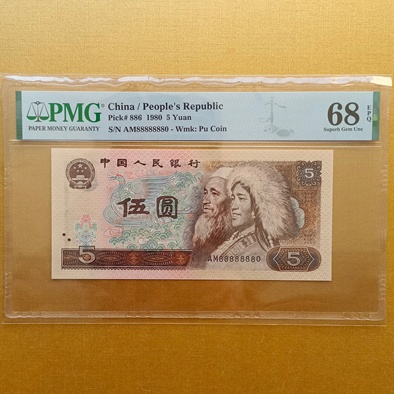 PMG
PAPER MONEY GUARANTY
China / People's Republic
Pick# 886 1980 5 Yuan
S/N AM88888880 - Wmk: Pu Coin
68 EPQ
Superb Gem Unc
中国人民银行
5
伍圆
AM88888880
5
5